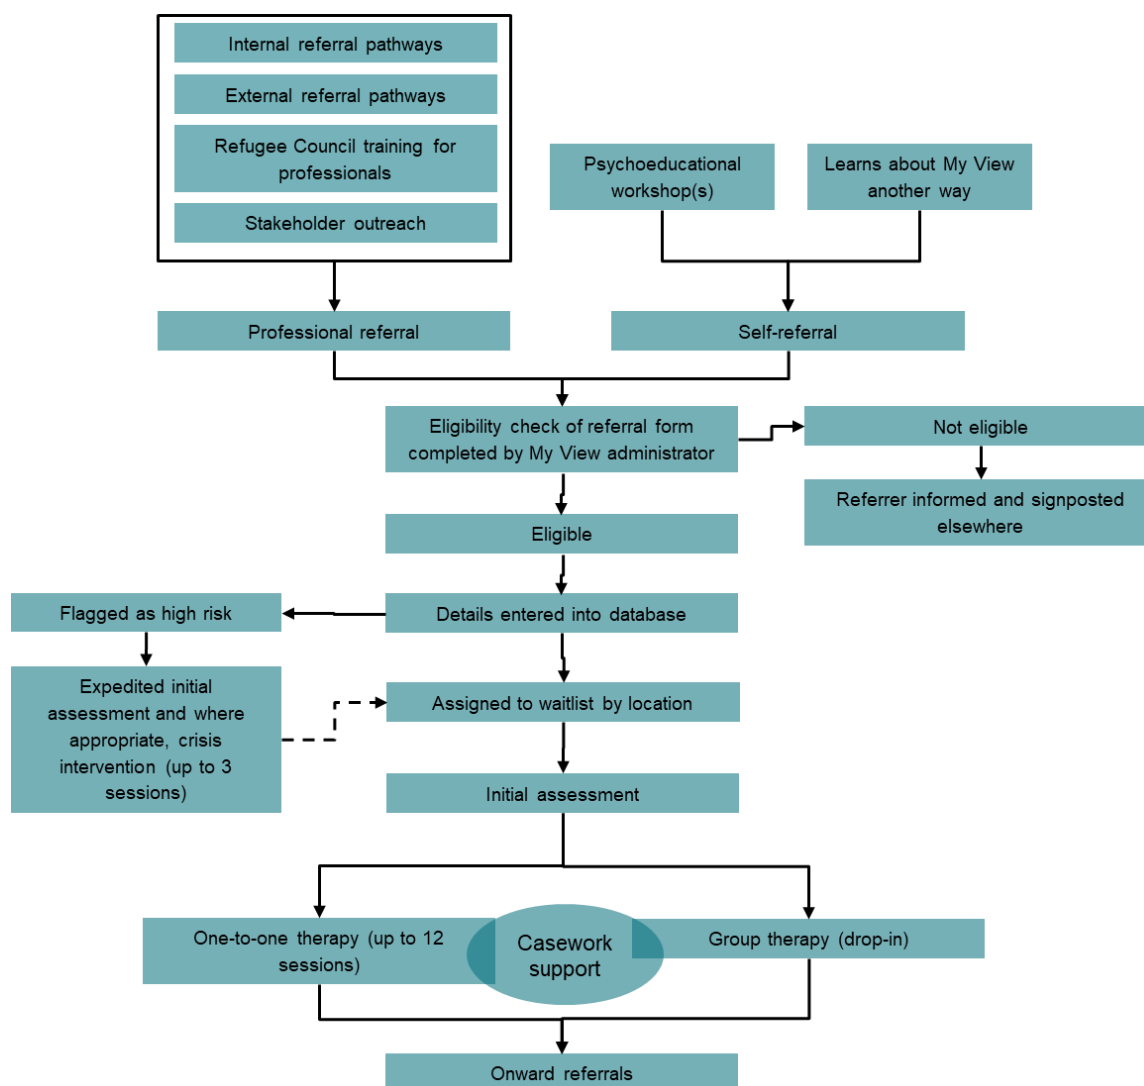 Internal referral pathways
External referral pathways
Refugee Council training for
professionals
Stakeholder outreach
Psychoeducational
workshop(s)
Learns about My View
another way
Professional referral
Self-referral
Eligibility check of referral form
completed by My View administrator
Not eligible
Referrer informed and signposted
elsewhere
Eligible
Flagged as high risk
Details entered into database
Expedited initial
assessment and where
appropriate, crisis
intervention (up to 3
sessions)
Assigned to waitlist by location
Initial assessment
One-to-one therapy (up to 12
sessions)
Casework
support
Group therapy (drop-in)
Onward referrals